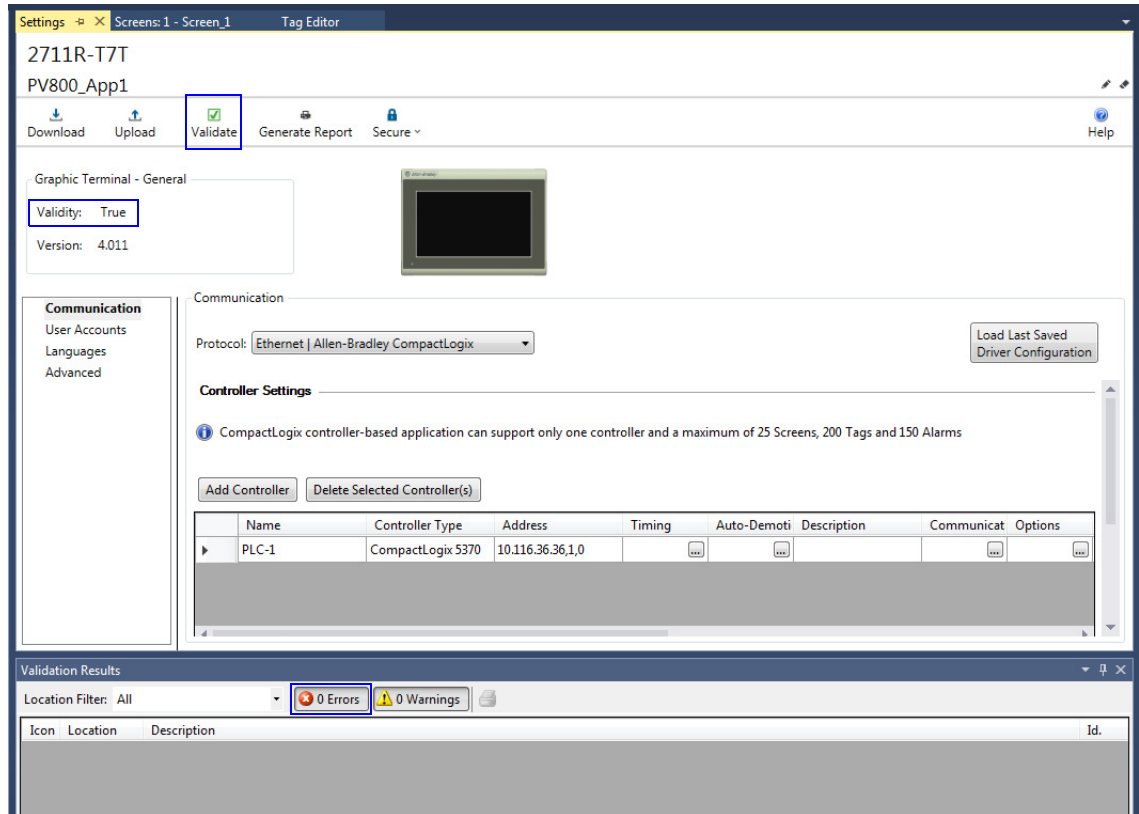 Settings Screens: 1 - Screen_1 Tag Editor
2711R-T7T
PV800_App1
Download Upload Validate Generate Report Secure Help
Graphic Terminal - General
Validity: True
Version: 4.011
Communication
User Accounts
Languages
Advanced
Communication
Protocol: Ethernet | Allen-Bradley CompactLogix
Load Last Saved
Driver Configuration
Controller Settings
CompactLogix controller-based application can support only one controller and a maximum of 25 Screens, 200 Tags and 150 Alarms
Add Controller Delete Selected Controller(s)
Name Controller Type Address Timing Auto-Demoti Description Communicat Options
PLC-1 CompactLogix 5370 10.116.36.36,1,0 ... ... ... ...
Validation Results
Location Filter: All 0 Errors 0 Warnings
Icon Location Description Id.